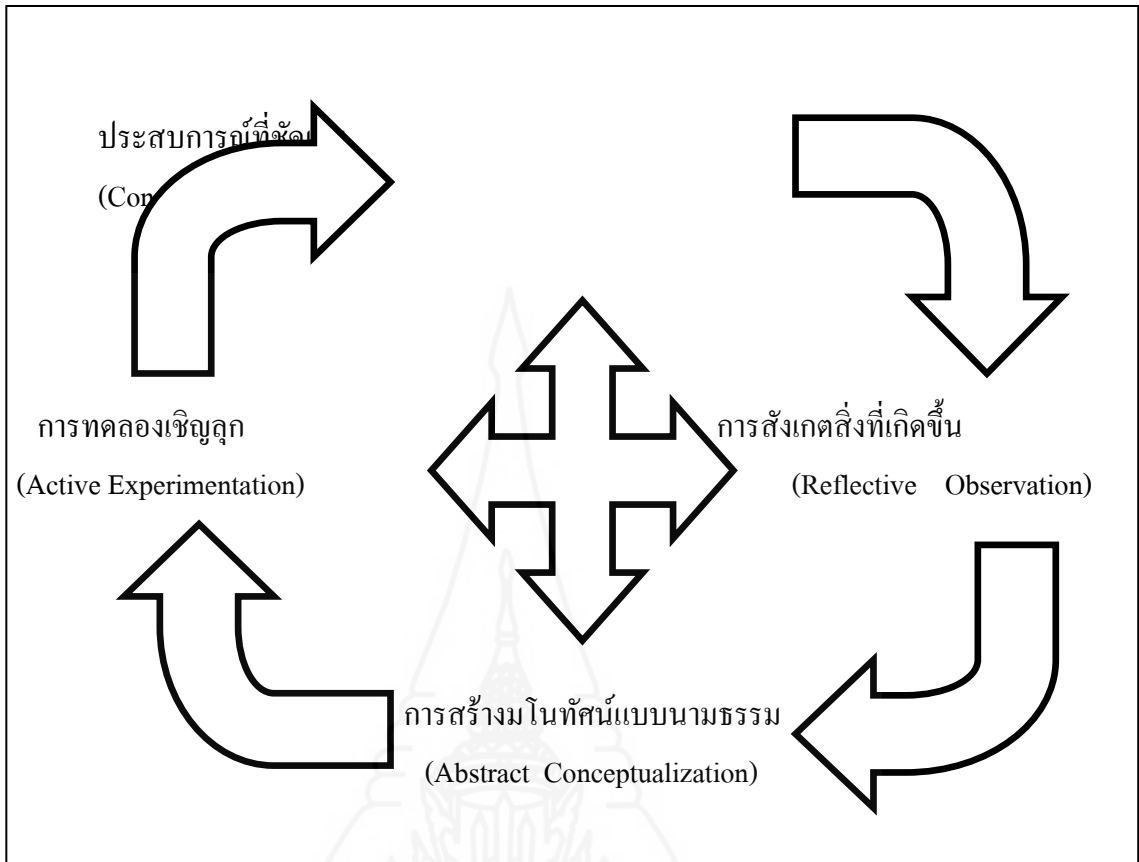 ประสบการณ์ที่
การทดลองเชิญลุก
(Active Experimentation)
การสังเกตสิ่งที่เกิดขึ้น
(Reflective Observation)
การสร้างมโนทัศน์แบบนามธรรม
(Abstract Conceptualization)